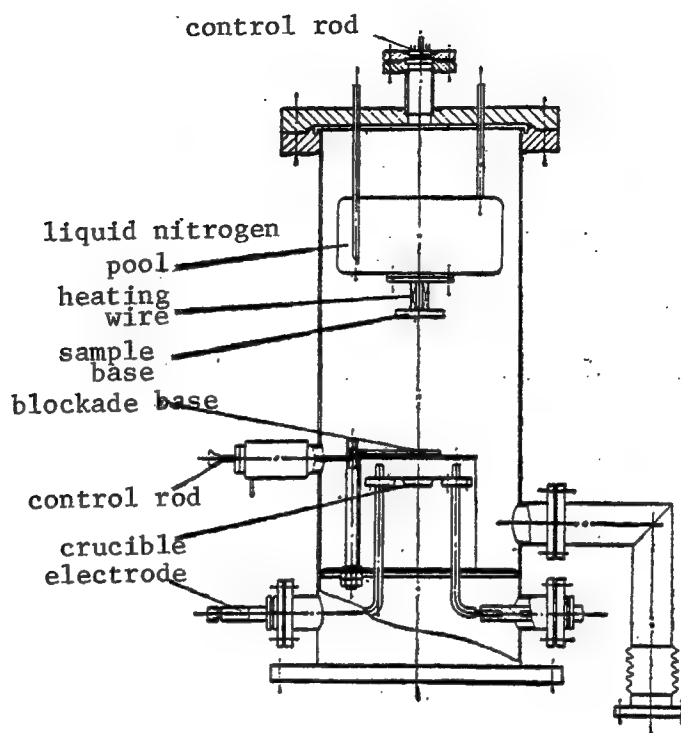 control rod
liquid nitrogen
pool
heating
wire
sample
base
blockade base
control rod
crucible
electrode